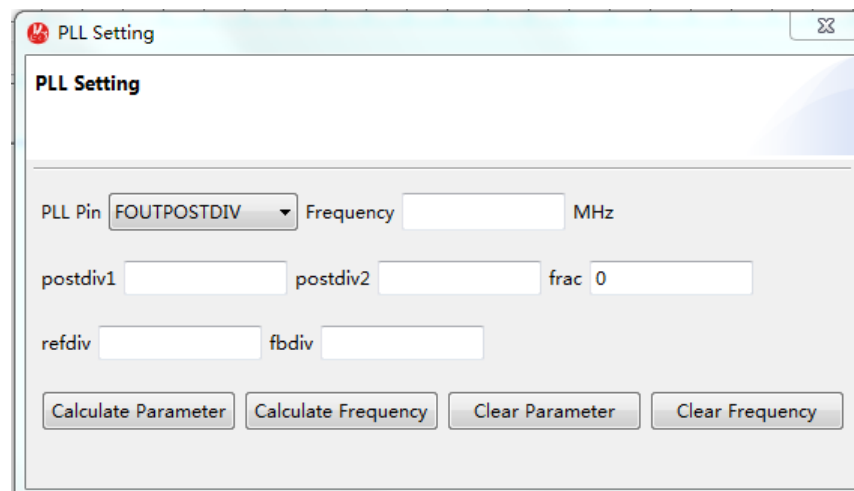 PLL Setting
PLL Setting
PLL Pin FOUTPOSTDIV Frequency MHz
postdiv1 postdiv2 frac 0
refdiv fbdiv
Calculate Parameter Calculate Frequency Clear Parameter Clear Frequency